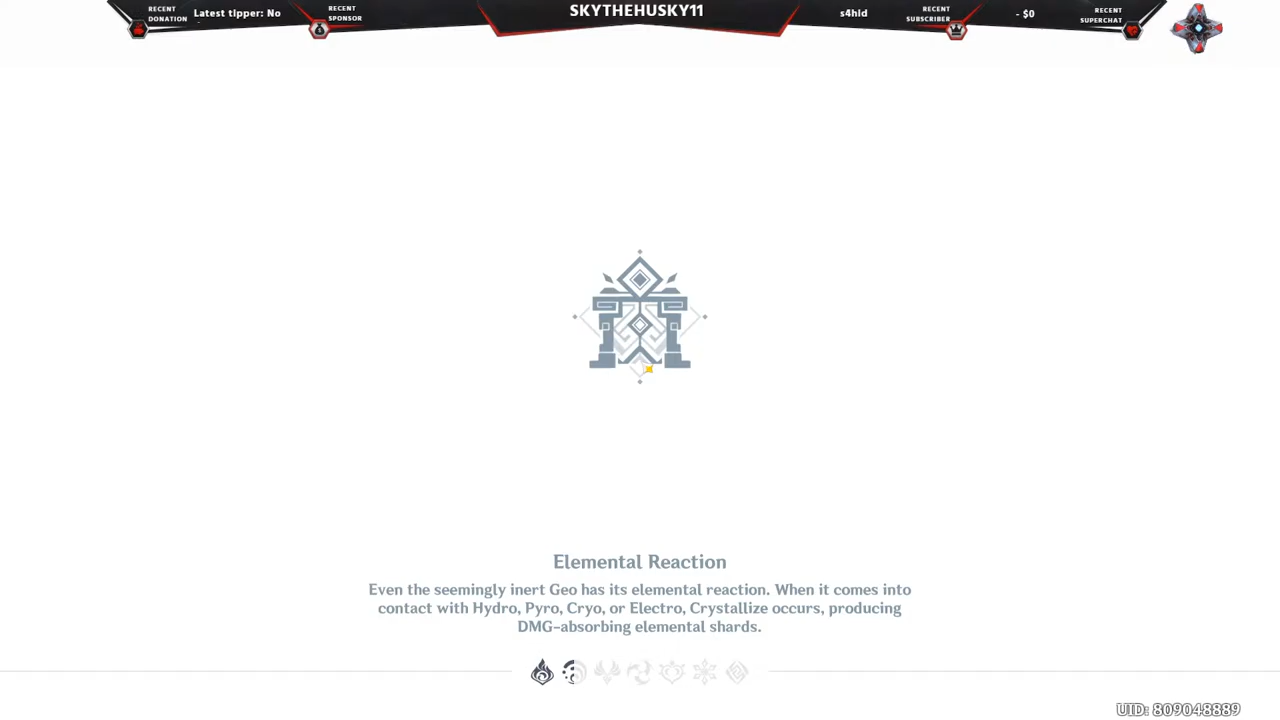 RECENT
DONATION
Latest tipper: No
-
RECENT
SPONSOR
SKYTHEHUSKY11
s4hld
RECENT
SUBSCRIBER
- $0
RECENT
SUPERCHAT
Elemental Reaction
Even the seemingly inert Geo has its elemental reaction. When it comes into
contact with Hydro, Pyro, Cryo, or Electro, Crystallize occurs, producing
DMG-absorbing elemental shards.
UID: 809048889